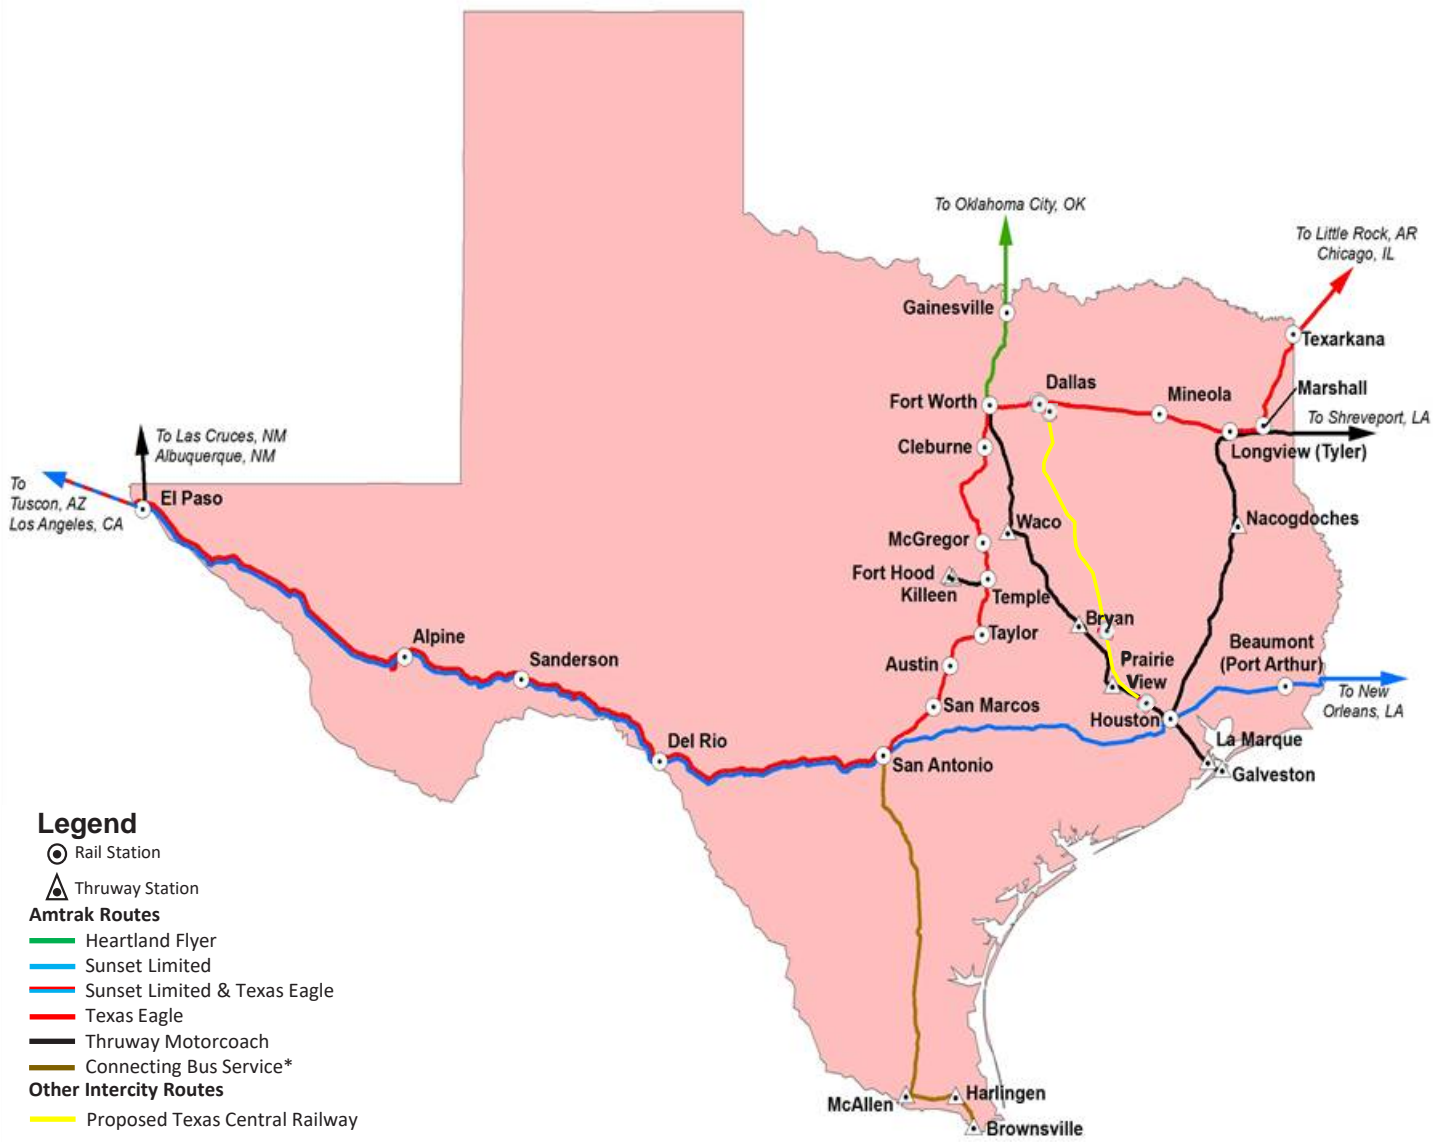 To Oklahoma City, OK
To Little Rock, AR
Chicago, IL
Gainesville
Texarkana
Dallas
Mineola
Marshall
Fort Worth
To Shreveport, LA
Cleburne
Longview (Tyler)
To Las Cruces, NM
Albuquerque, NM
To
Tuscon, AZ
Los Angeles, CA
El Paso
Waco
Nacogdoches
McGregor
Fort Hood
Killeen
Temple
Bryan
Taylor
Alpine
Sanderson
Austin
Prairie
View
Beaumont
(Port Arthur)
To New
Orleans, LA
San Marcos
Houston
Del Rio
San Antonio
La Marque
Galveston
Legend
Rail Station
Thruway Station
Amtrak Routes
Heartland Flyer
Sunset Limited
Sunset Limited & Texas Eagle
Texas Eagle
Thruway Motorcoach
Connecting Bus Service*
Other Intercity Routes
Proposed Texas Central Railway
McAllen
Harlingen
Brownsville